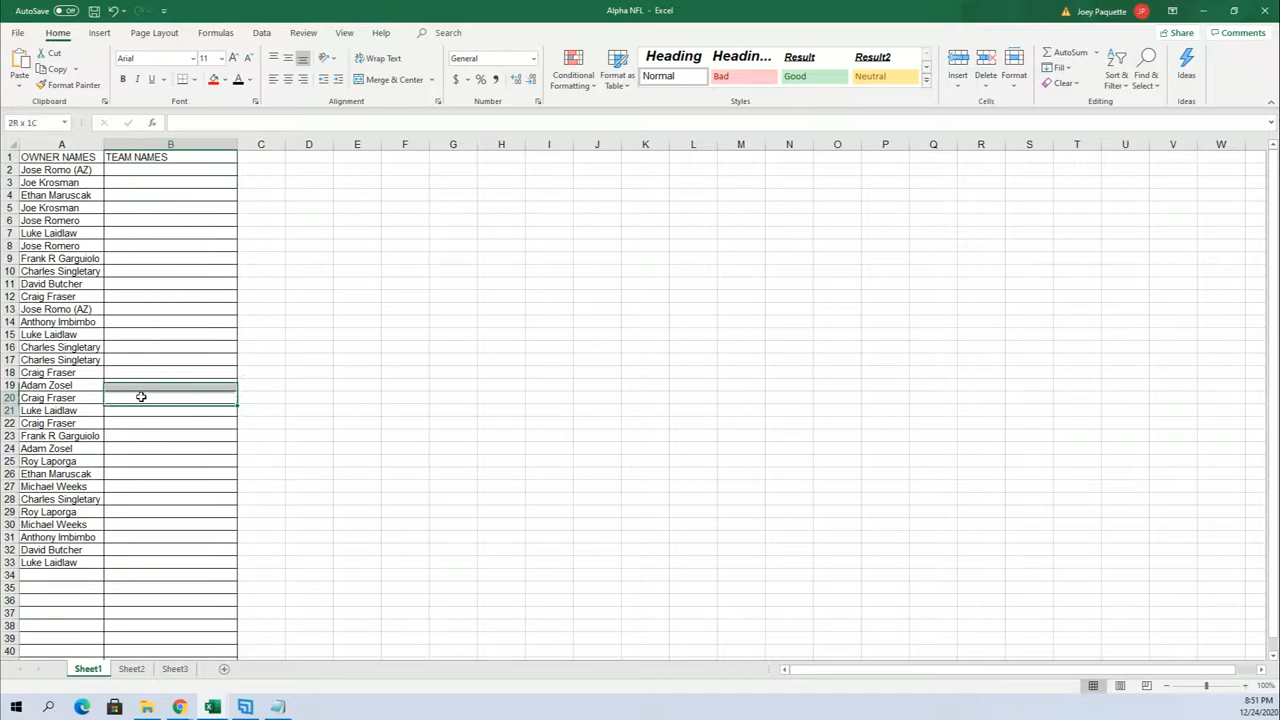 AutoSave Off
Alpha NFL - Excel
Joey Paquette JP
File Home Insert Page Layout Formulas Data Review View Help Search
Share Comments
Paste
Cut
Copy
Format Painter
Arial 11 A A
B I U A
Wrap Text
Merge & Center
General
$ % ,
Conditional
Formatting
Format as
Table
Heading Headin... Result Result2
Normal Bad Good Neutral
Insert Delete Format
AutoSum
Fill
Clear
Sort &
Filter
Find &
Select
Ideas
Clipboard Font Alignment Number Styles Cells Editing Ideas
2R x 1C fx
A B C D E F G H I J K L M N O P Q R S T U V W
1 OWNER NAMES TEAM NAMES
2 Jose Romo (AZ)
3 Joe Krosman
4 Ethan Maruscak
5 Joe Krosman
6 Jose Romero
7 Luke Laidlaw
8 Jose Romero
9 Frank R Garguiolo
10 Charles Singletary
11 David Butcher
12 Craig Fraser
13 Jose Romo (AZ)
14 Anthony Imbimbo
15 Luke Laidlaw
16 Charles Singletary
17 Charles Singletary
18 Craig Fraser
19 Adam Zosel
20 Craig Fraser
21 Luke Laidlaw
22 Craig Fraser
23 Frank R Garguiolo
24 Adam Zosel
25 Roy Laporga
26 Ethan Maruscak
27 Michael Weeks
28 Charles Singletary
29 Roy Laporga
30 Michael Weeks
31 Anthony Imbimbo
32 David Butcher
33 Luke Laidlaw
34
35
36
37
38
39
40
Sheet1 Sheet2 Sheet3
100%
8:51 PM
12/24/2020